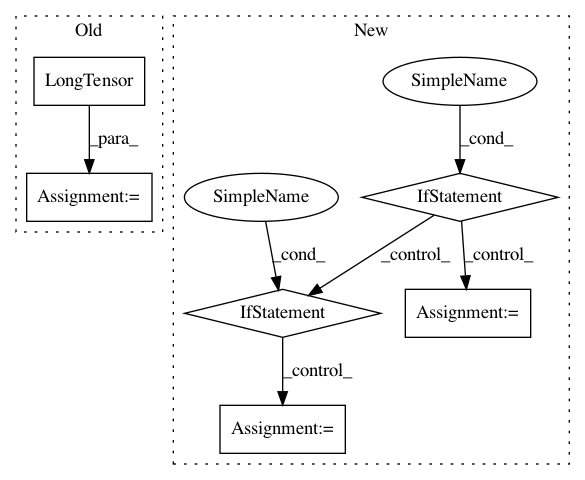 Old
New
LongTensor
SimpleName
_para_
_cond_
Assignment:=
SimpleName
IfStatement
_cond_
_control_
_control_
IfStatement
Assignment:=
_control_
Assignment:=